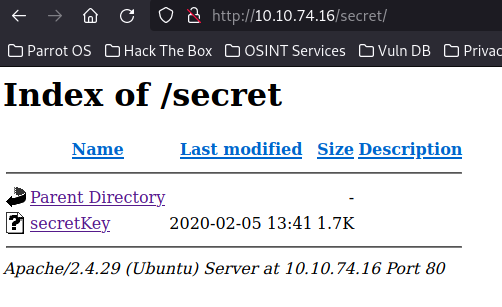 http://10.10.74.16/secret/
Parrot OS Hack The Box OSINT Services Vuln DB Privac
Index of /secret
Name Last modified Size Description
Parent Directory -
secretKey 2020-02-05 13:41 1.7K
Apache/2.4.29 (Ubuntu) Server at 10.10.74.16 Port 80